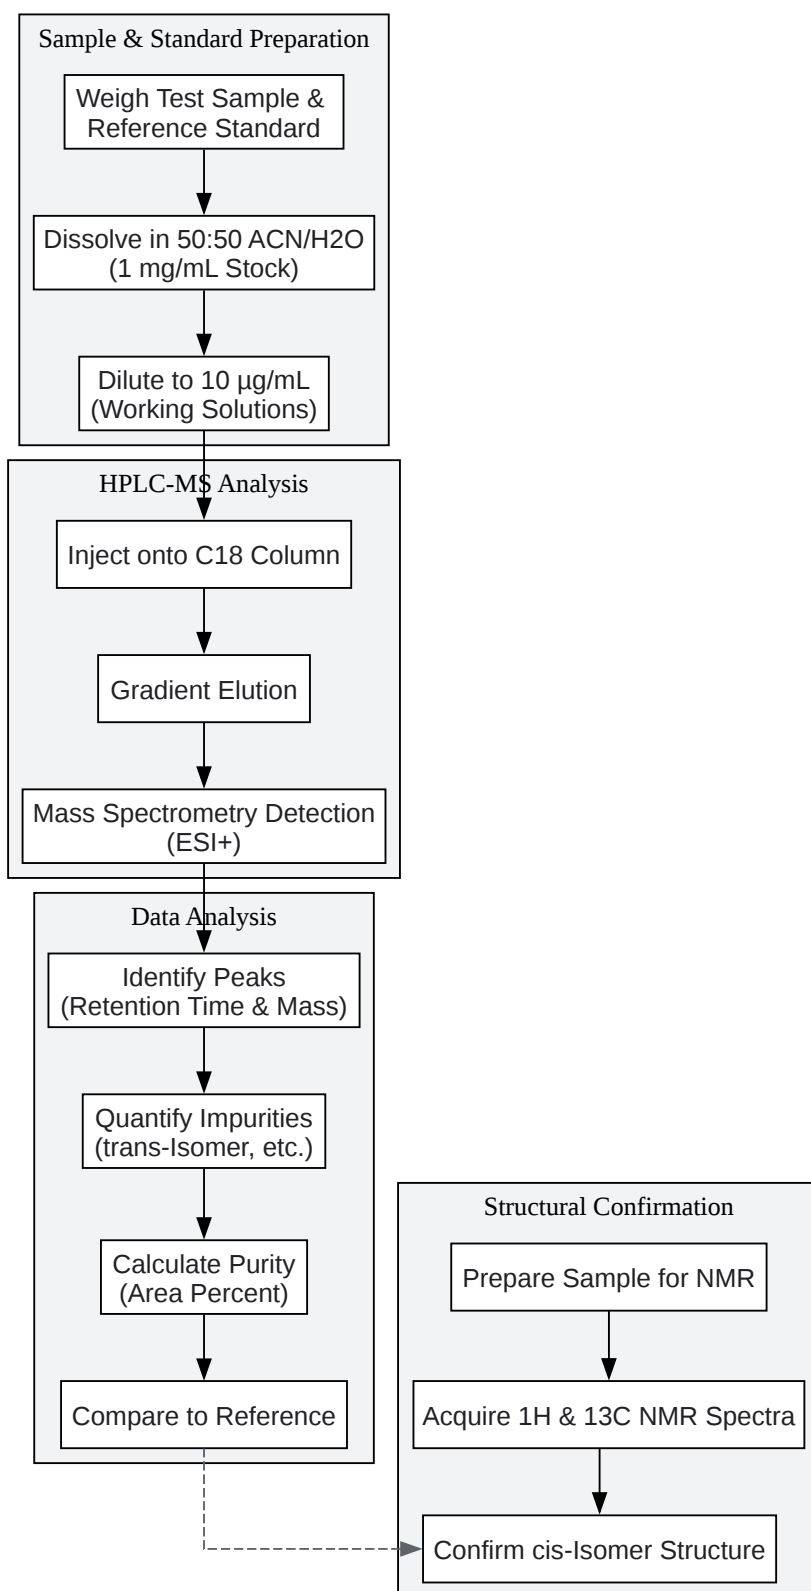 Sample & Standard Preparation
Weigh Test Sample &
Reference Standard
Dissolve in 50:50 ACN/H2O
(1 mg/mL Stock)
Dilute to 10 µg/mL
(Working Solutions)
HPLC-MS Analysis
Inject onto C18 Column
Gradient Elution
Mass Spectrometry Detection
(ESI+)
Data Analysis
Identify Peaks
(Retention Time & Mass)
Quantify Impurities
(trans-Isomer, etc.)
Calculate Purity
(Area Percent)
Compare to Reference
Structural Confirmation
Prepare Sample for NMR
Acquire 1H & 13C NMR Spectra
Confirm cis-Isomer Structure